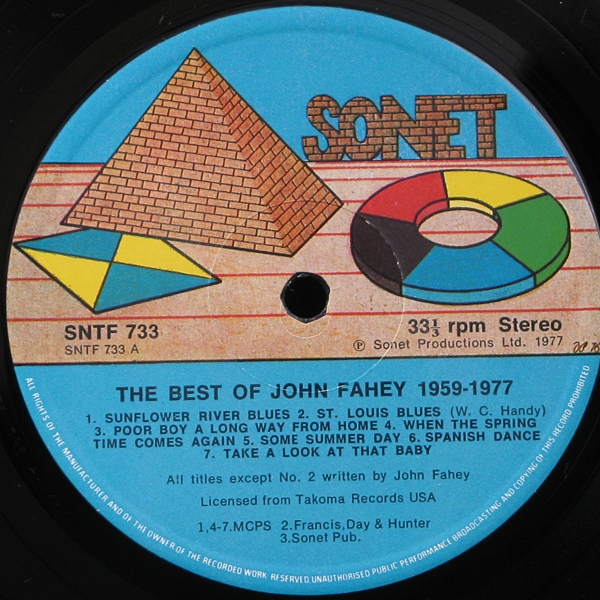 SONET
SNTF 733
SNTF 733 A
33⅓ rpm Stereo
℗ Sonet Productions Ltd. 1977
THE BEST OF JOHN FAHEY 1959-1977
1. SUNFLOWER RIVER BLUES 2. ST. LOUIS BLUES (W. C. Handy)
3. POOR BOY A LONG WAY FROM HOME 4. WHEN THE SPRING
TIME COMES AGAIN 5. SOME SUMMER DAY 6. SPANISH DANCE
7. TAKE A LOOK AT THAT BABY
All titles except No. 2 written by John Fahey
Licensed from Takoma Records USA
1,4-7.MCPS 2.Francis,Day & Hunter
3.Sonet Pub.
ALL RIGHTS OF THE MANUFACTURER AND OF THE OWNER OF THE RECORDED WORK RESERVED. UNAUTHORISED PUBLIC PERFORMANCE BROADCASTING AND COPYING OF THIS RECORD PROHIBITED